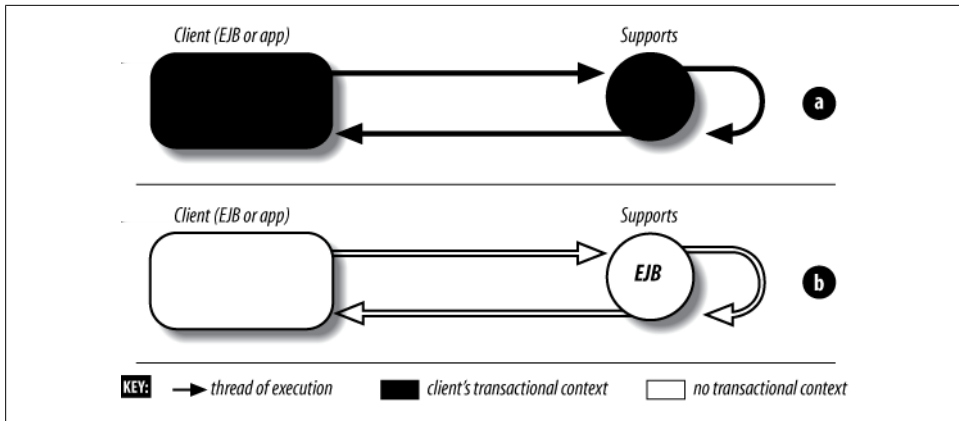 Client (EJB or app) Supports
a
Client (EJB or app) Supports
EJB
b
KEY: thread of execution client's transactional context no transactional context